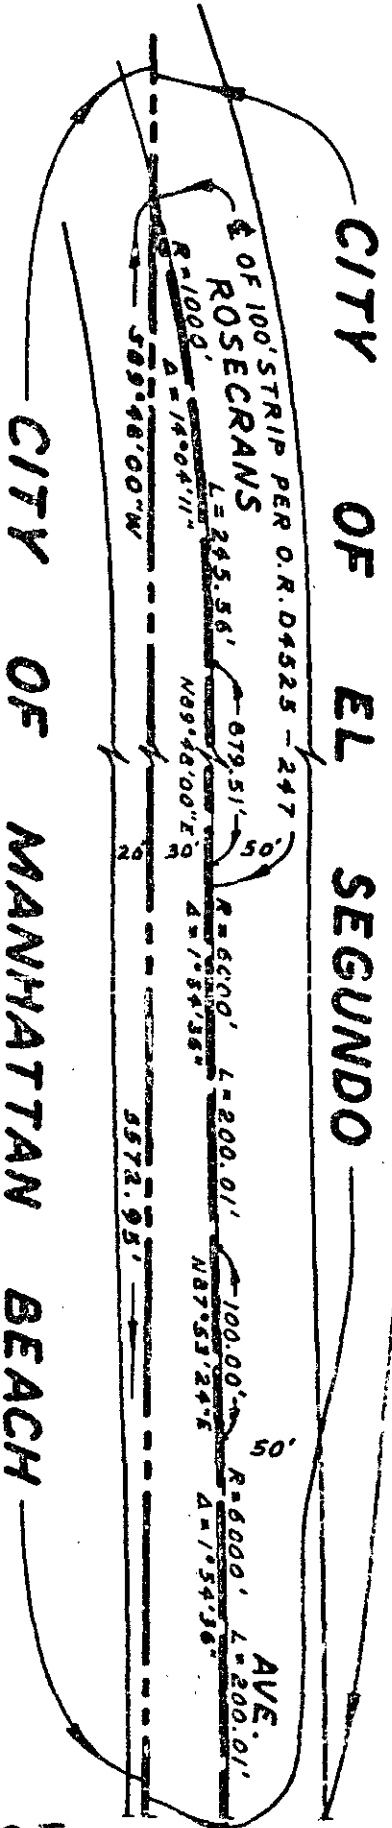 CITY OF EL SEGUNDO
℄ OF 100' STRIP PER O.R. D4525 - 247
ROSECRANS AVE.
R=1000'
Δ = 14°04'11"
L=245.56'
679.51'
N89°48'00"E
50'
R=6000' L=200.01'
Δ = 1°54'36"
100.00'
N87°53'24"E
50'
R=6000' L=200.01'
Δ = 1°54'36"
S89°48'00"W
20' 30'
5572.95'
CITY OF MANHATTAN BEACH